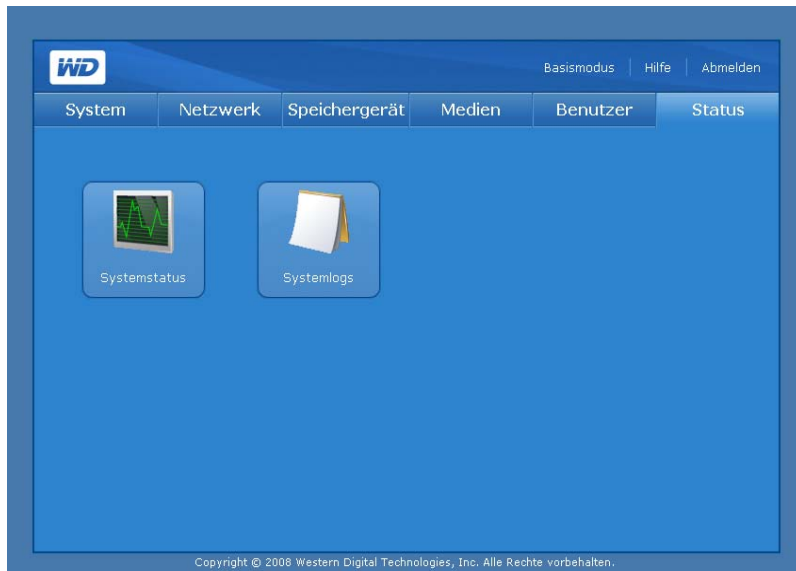 WD
Basismodus Hilfe Abmelden
System Netzwerk Speichergerät Medien Benutzer Status
Systemstatus Systemlogs
Copyright © 2008 Western Digital Technologies, Inc. Alle Rechte vorbehalten.